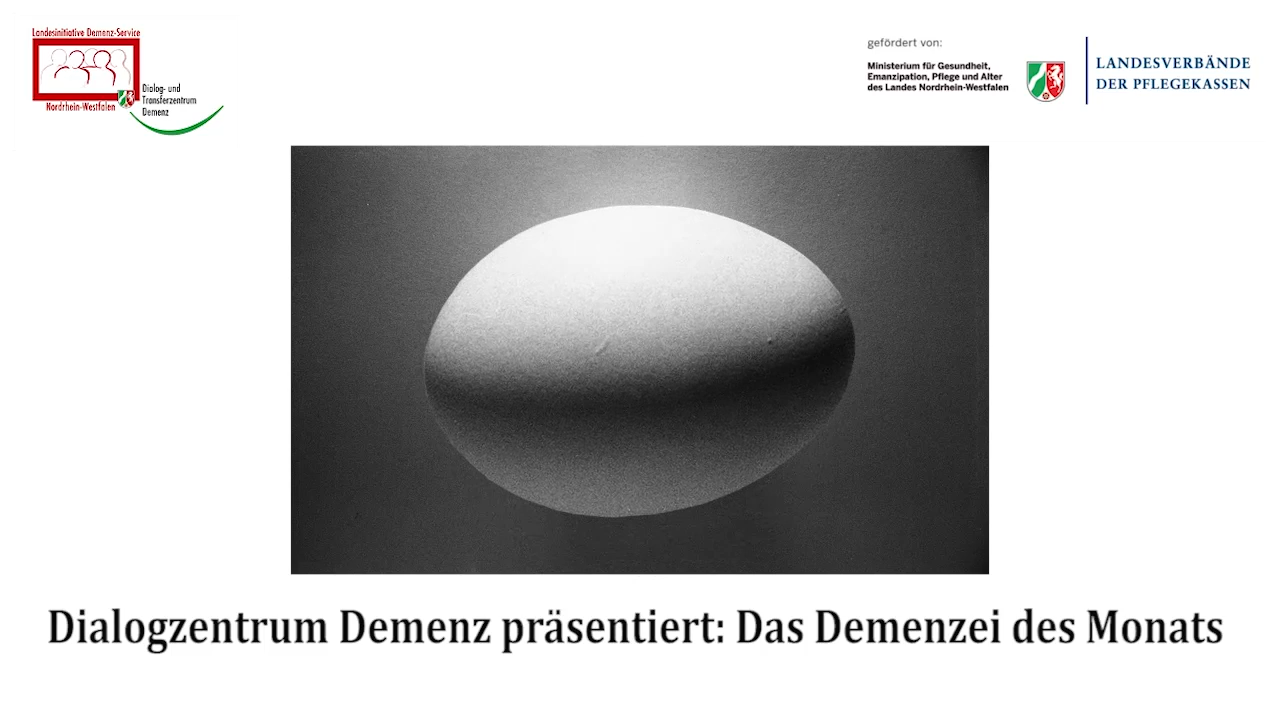 Landesinitiative Demenz-Service
Nordrhein-Westfalen
Dialog- und
Transferzentrum
Demenz
gefördert von:
Ministerium für Gesundheit,
Emanzipation, Pflege und Alter
des Landes Nordrhein-Westfalen
LANDESVERBÄNDE
DER PFLEGEKASSEN
Dialogzentrum Demenz präsentiert: Das Demenzei des Monats